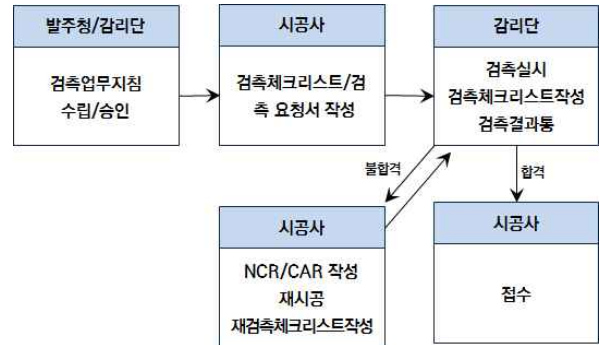 발주청/감리단
검측업무지침
수립/승인
시공사
검측체크리스트/검
측 요청서 작성
감리단
검측실시
검측체크리스트작성
검측결과통
불합격
합격
시공사
NCR/CAR 작성
재시공
재검측체크리스트작성
시공사
접수